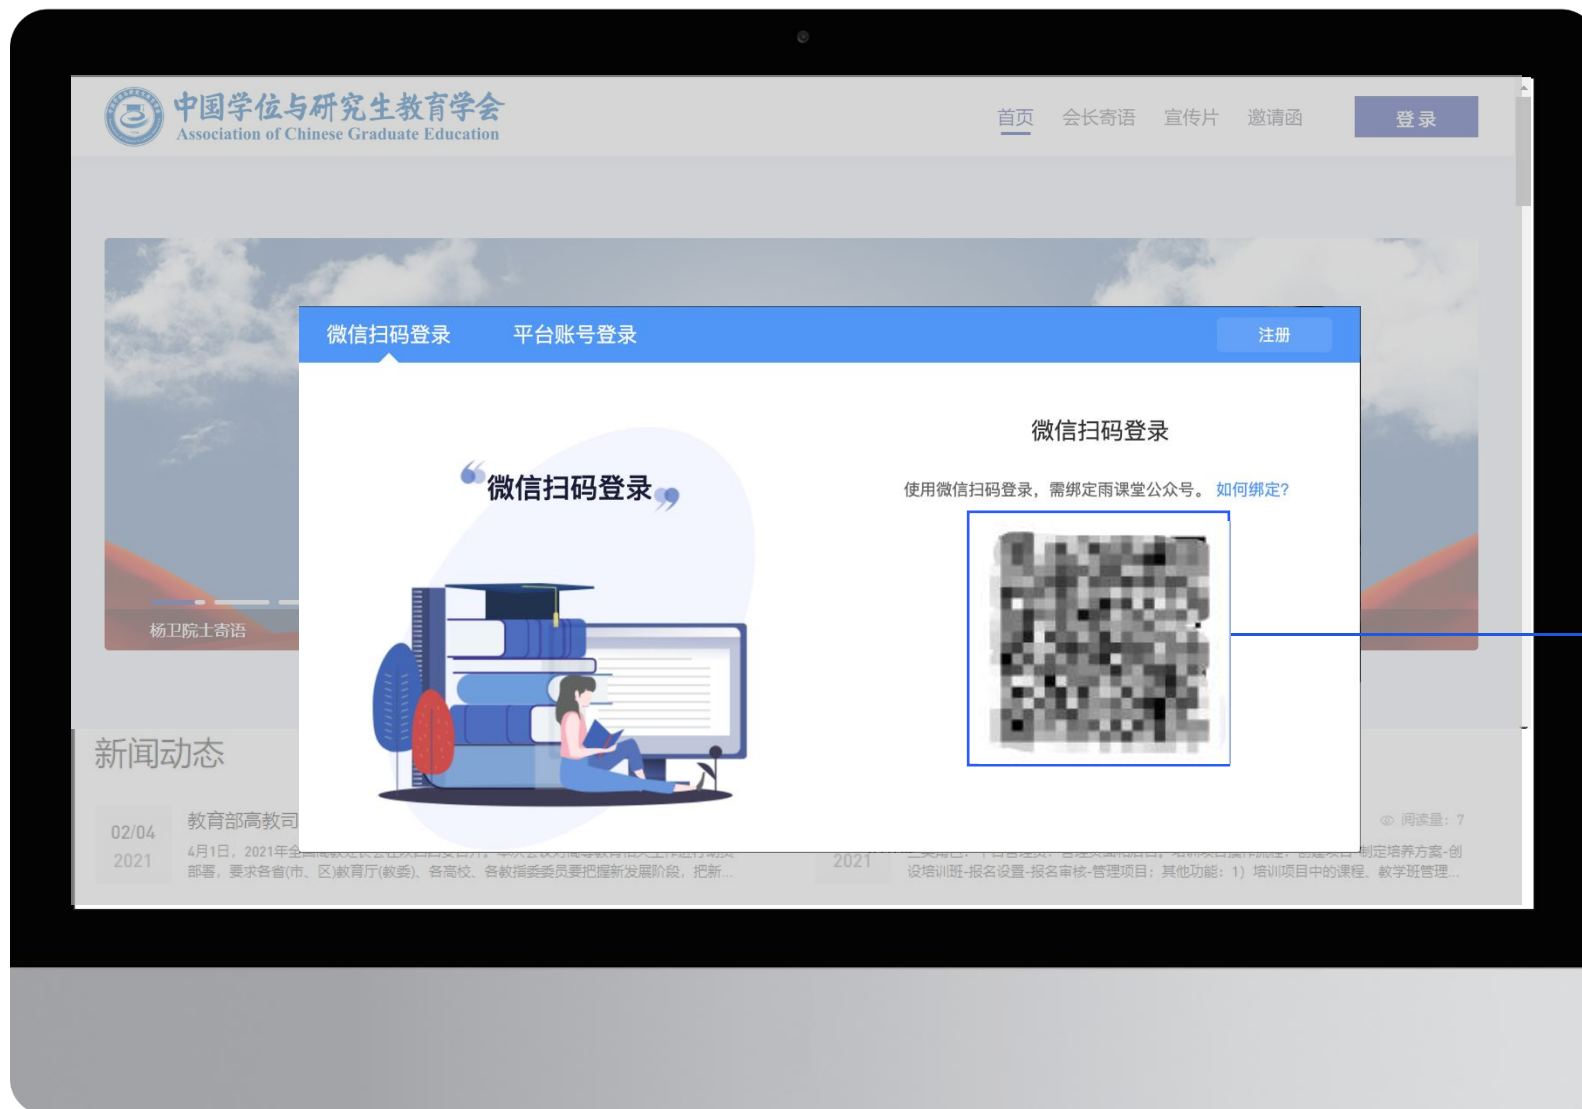 中国学位与研究生教育学会
Association of Chinese Graduate Education
首页 会长寄语 宣传片 邀请函 登录
微信扫码登录 平台账号登录 注册
微信扫码登录
微信扫码登录
使用微信扫码登录，需绑定雨课堂公众号。 如何绑定?
杨卫院士寄语
新闻动态
02/04
2021
教育部高教司
阅读量：7
4月1日，2021年全
部署，要求各省(市、区)教育厅(教委)、各高校、各教指委委员要把握新发展阶段，把新...
2021
制定培养方案-创
设培训班-报名设置-报名审核-管理项目；其他功能：1）培训项目中的课程、教学班管理...